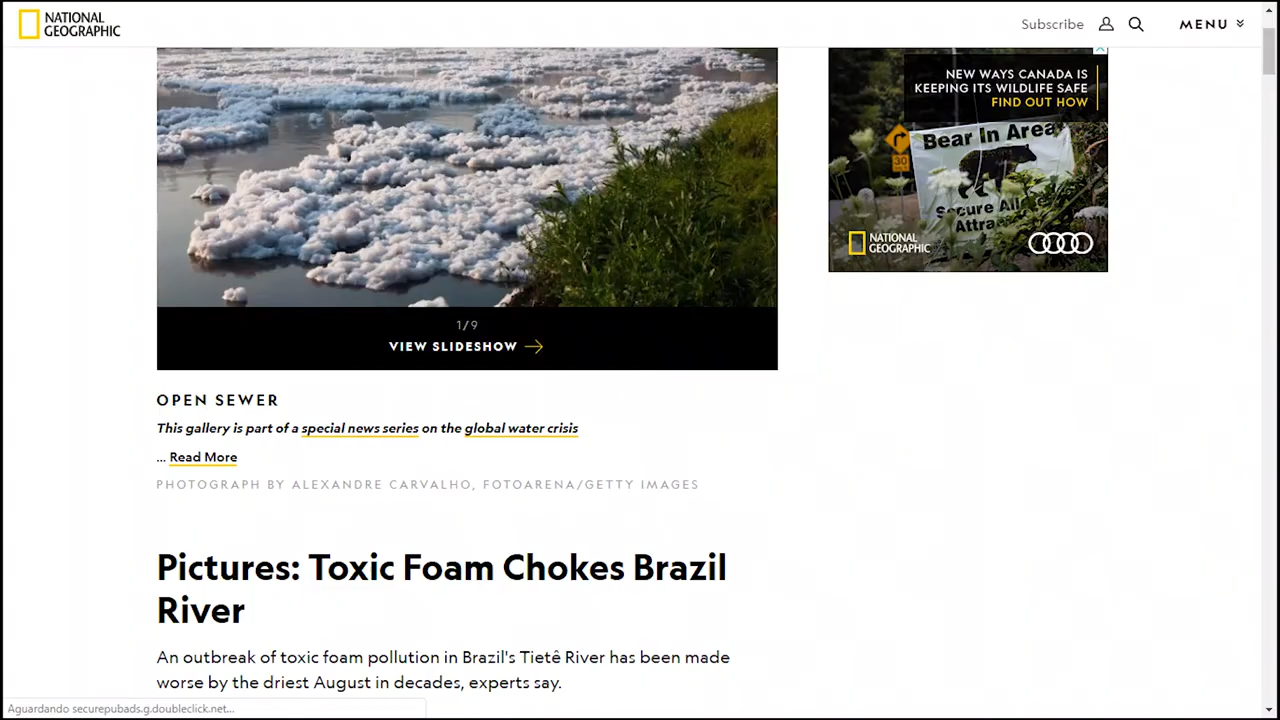 NATIONAL
GEOGRAPHIC
Subscribe
MENU
NEW WAYS CANADA IS
KEEPING ITS WILDLIFE SAFE
FIND OUT HOW
Bear In Area
30
Secure All
NATIONAL
GEOGRAPHIC
1/9
VIEW SLIDESHOW
OPEN SEWER
This gallery is part of a special news series on the global water crisis
... Read More
PHOTOGRAPH BY ALEXANDRE CARVALHO, FOTOARENA/GETTY IMAGES
Pictures: Toxic Foam Chokes Brazil
River
An outbreak of toxic foam pollution in Brazil's Tietê River has been made
worse by the driest August in decades, experts say.
Aguardando securepubads.g.doubleclick.net...